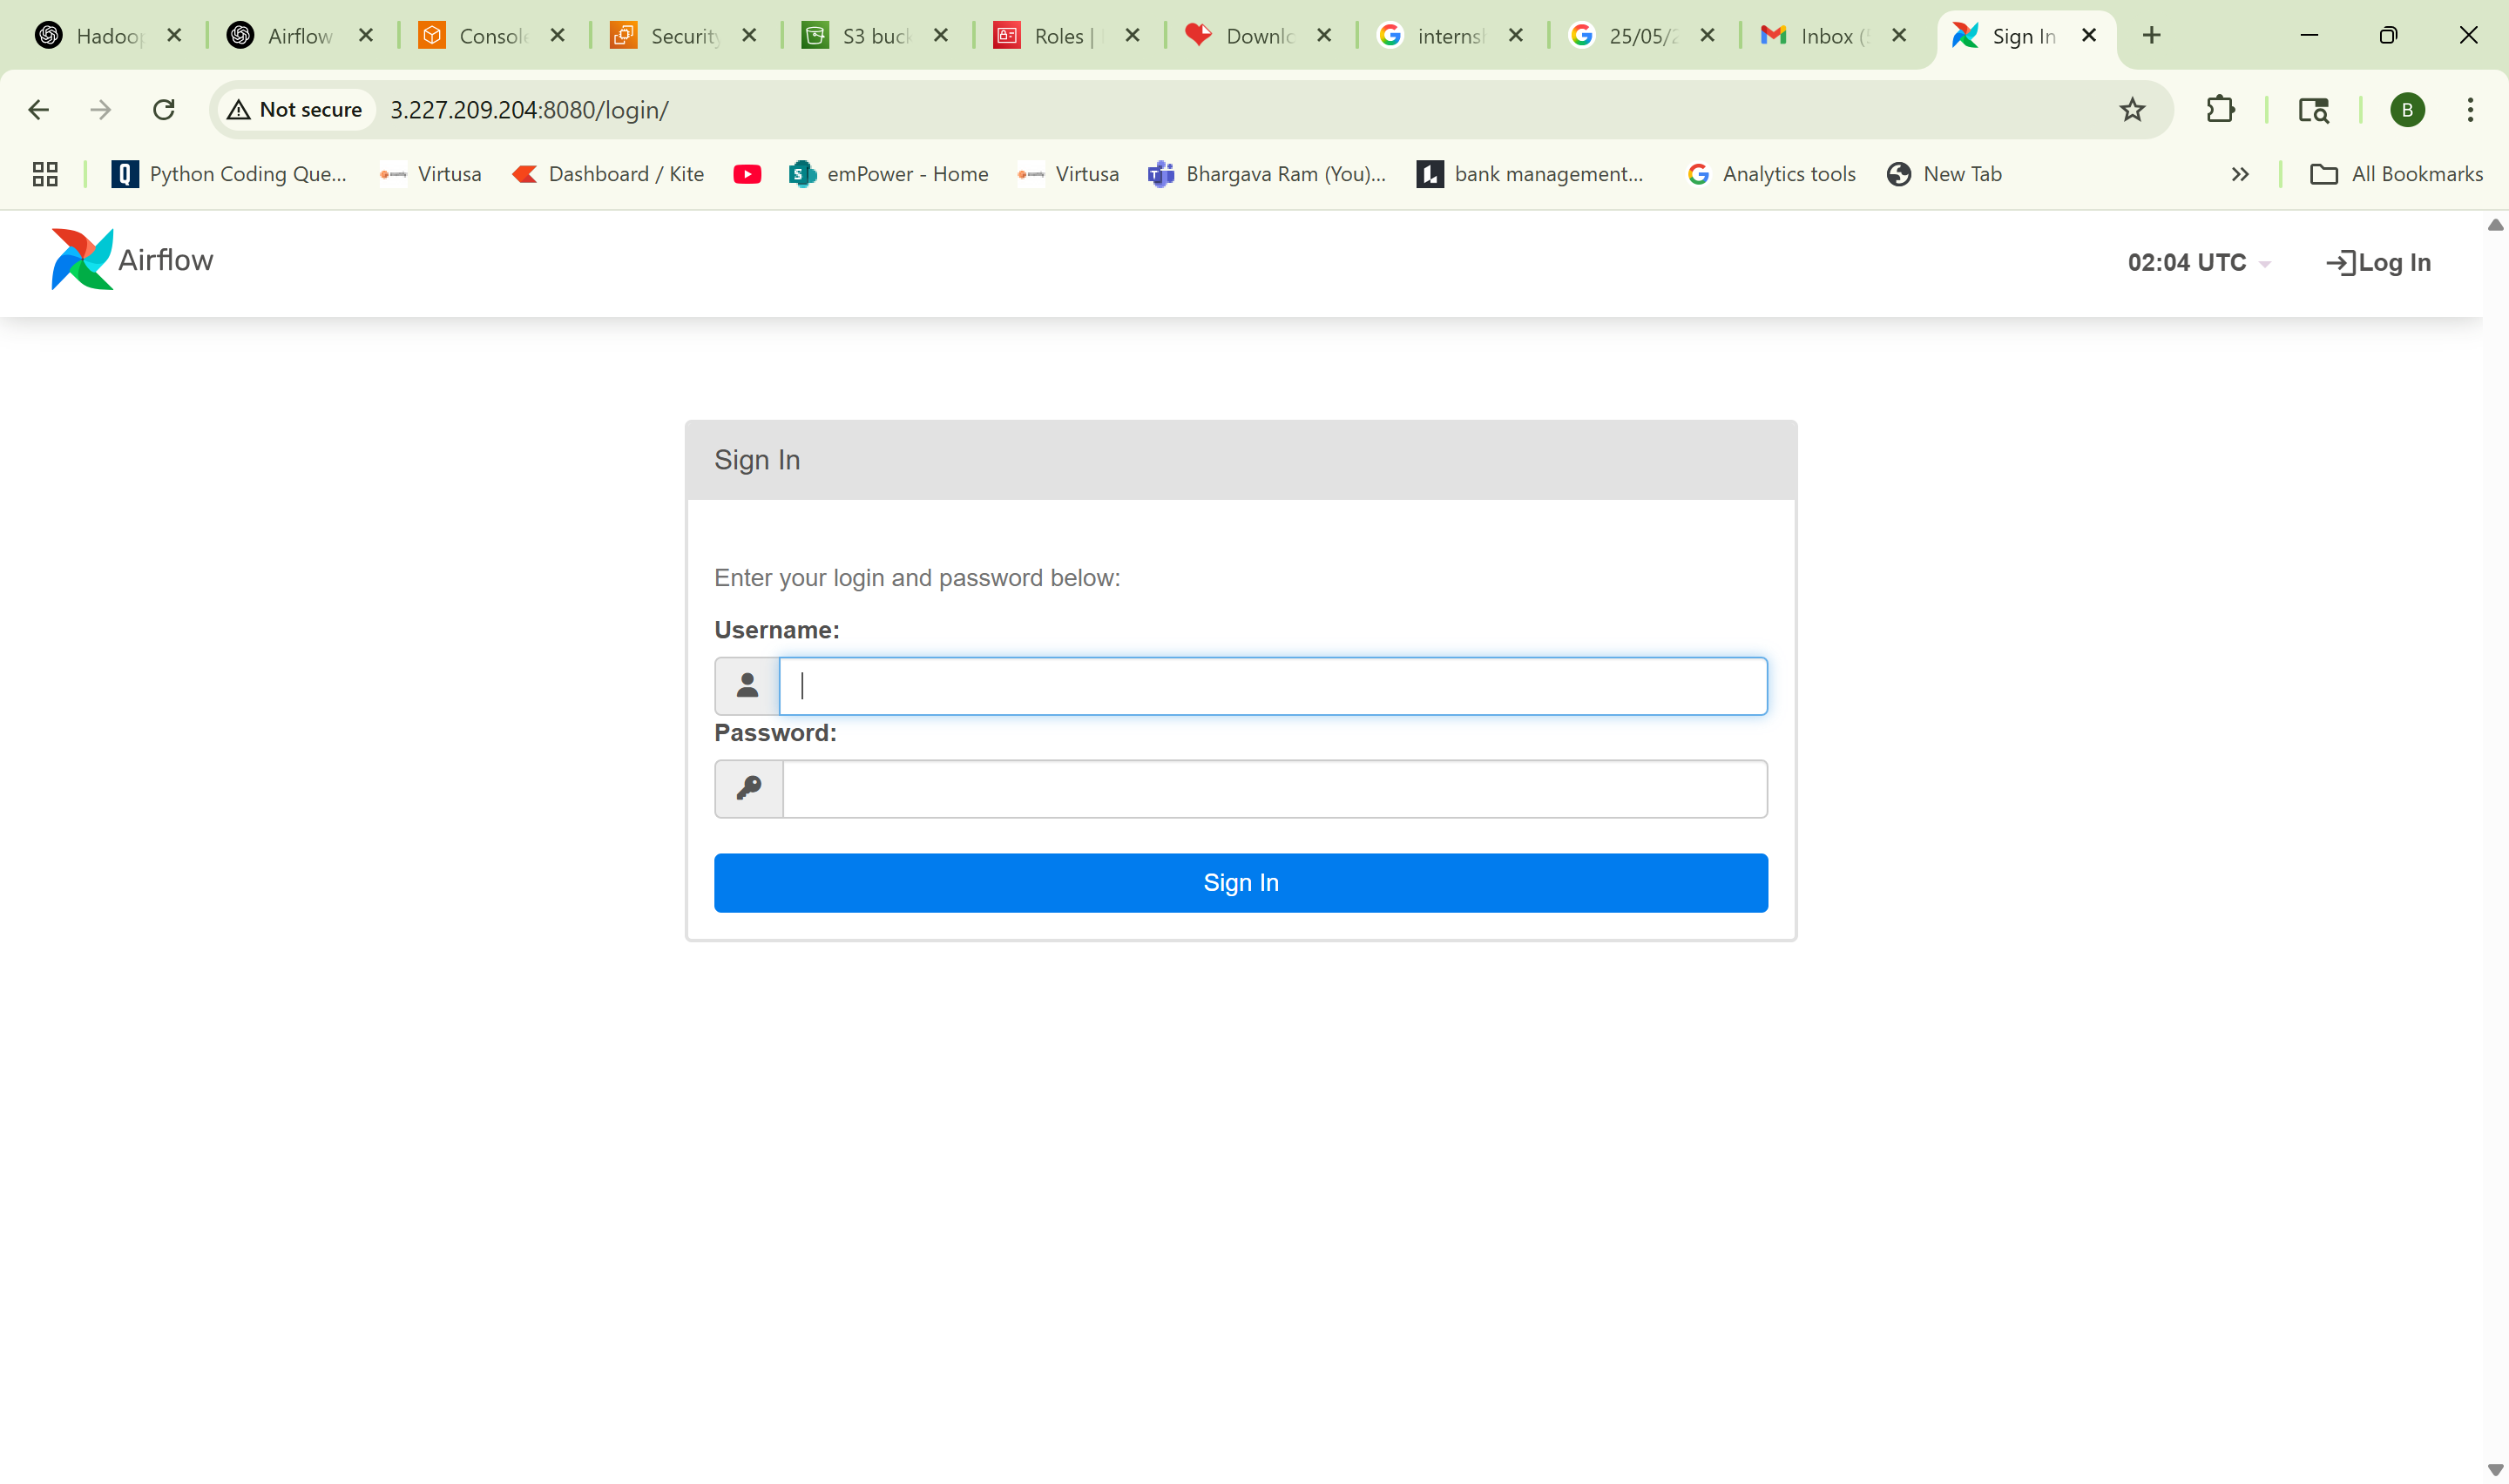 Hadoop
Airflow
Console
Security
S3 buck
Roles |
Downlo
interns
25/05/2
Inbox (
Sign In
Not secure
3.227.209.204:8080/login/
B
Python Coding Que...
Virtusa
Dashboard / Kite
emPower - Home
Virtusa
Bhargava Ram (You)...
bank management...
Analytics tools
New Tab
All Bookmarks
Airflow
02:04 UTC
Log In
Sign In
Enter your login and password below:
Username:
Password:
Sign In